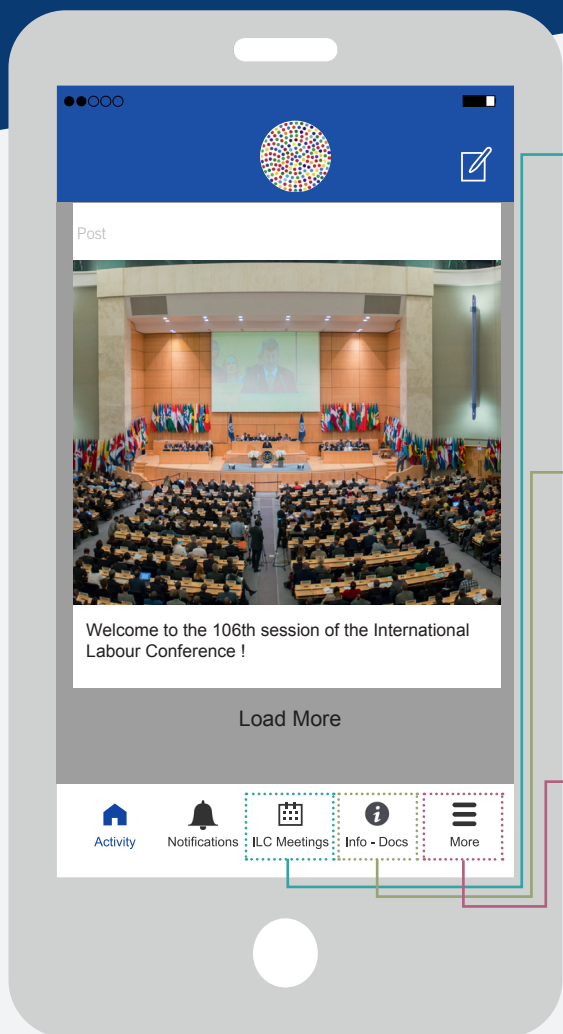 Post
Welcome to the 106th session of the International
Labour Conference !
Load More
Activity
Notifications
ILC Meetings
Info - Docs
More